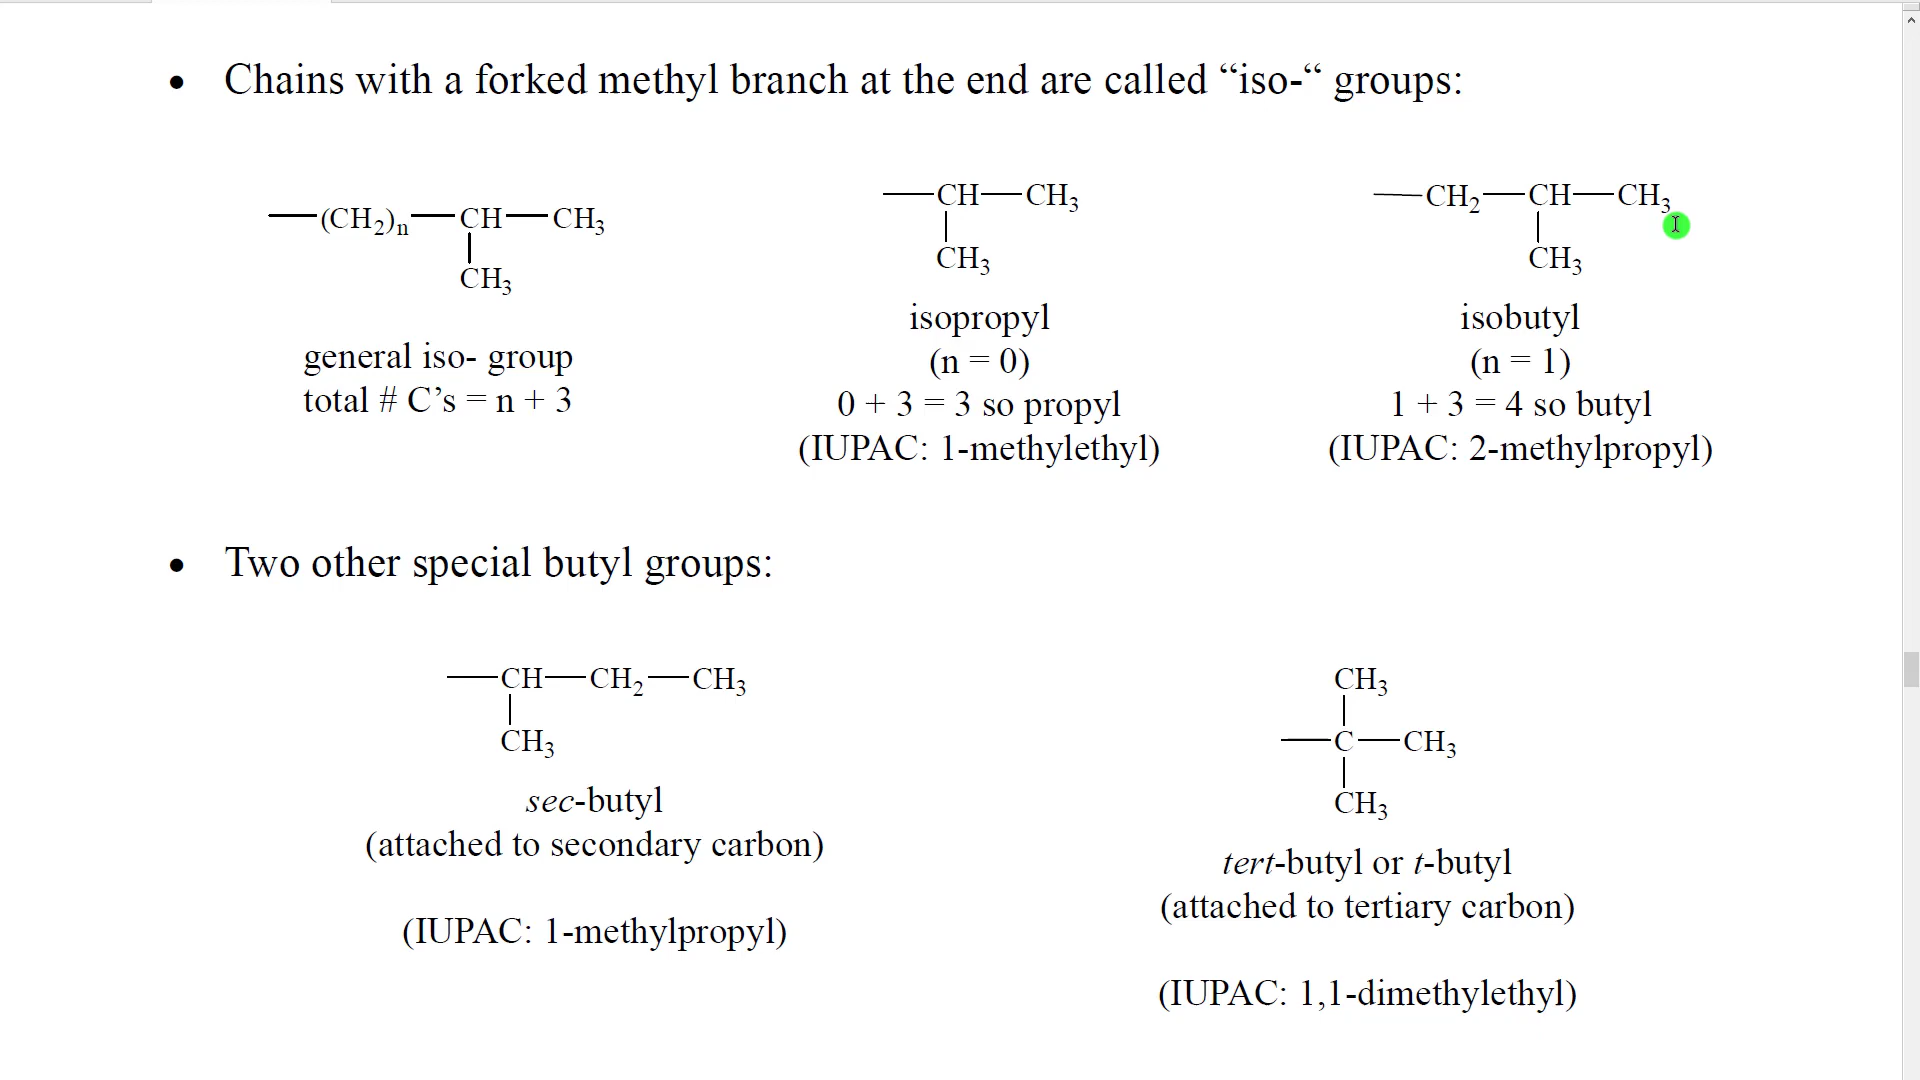 • Chains with a forked methyl branch at the end are called “iso-“ groups:
—(CH₂)ₙ—CH—CH₃
CH₃
general iso- group
total # C’s = n + 3
—CH—CH₃
CH₃
isopropyl
(n = 0)
0 + 3 = 3 so propyl
(IUPAC: 1-methylethyl)
—CH₂—CH—CH₃
CH₃
isobutyl
(n = 1)
1 + 3 = 4 so butyl
(IUPAC: 2-methylpropyl)
• Two other special butyl groups:
—CH—CH₂—CH₃
CH₃
sec-butyl
(attached to secondary carbon)
(IUPAC: 1-methylpropyl)
CH₃
—C—CH₃
CH₃
tert-butyl or t-butyl
(attached to tertiary carbon)
(IUPAC: 1,1-dimethylethyl)